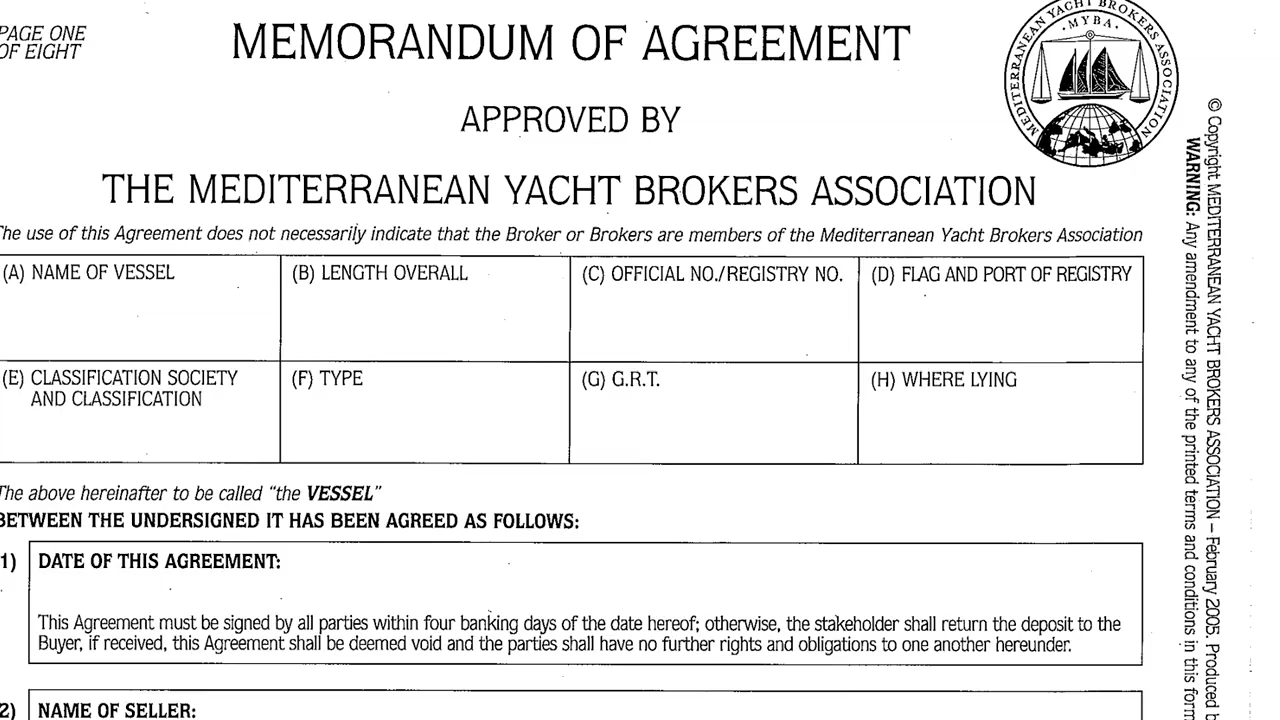 PAGE ONE
OF EIGHT
MEMORANDUM OF AGREEMENT
APPROVED BY
THE MEDITERRANEAN YACHT BROKERS ASSOCIATION
MEDITERRANEAN YACHT BROKERS ASSOCIATION
· MYBA ·
The use of this Agreement does not necessarily indicate that the Broker or Brokers are members of the Mediterranean Yacht Brokers Association
(A) NAME OF VESSEL
(B) LENGTH OVERALL
(C) OFFICIAL NO./REGISTRY NO.
(D) FLAG AND PORT OF REGISTRY
(E) CLASSIFICATION SOCIETY
AND CLASSIFICATION
(F) TYPE
(G) G.R.T.
(H) WHERE LYING
The above hereinafter to be called “the VESSEL”
BETWEEN THE UNDERSIGNED IT HAS BEEN AGREED AS FOLLOWS:
1) DATE OF THIS AGREEMENT:
This Agreement must be signed by all parties within four banking days of the date hereof; otherwise, the stakeholder shall return the deposit to the
Buyer, if received, this Agreement shall be deemed void and the parties shall have no further rights and obligations to one another hereunder.
2) NAME OF SELLER:
© Copyright MEDITERRANEAN YACHT BROKERS ASSOCIATION – February 2005. Produced b
WARNING: Any amendment to any of the printed terms and conditions in this form